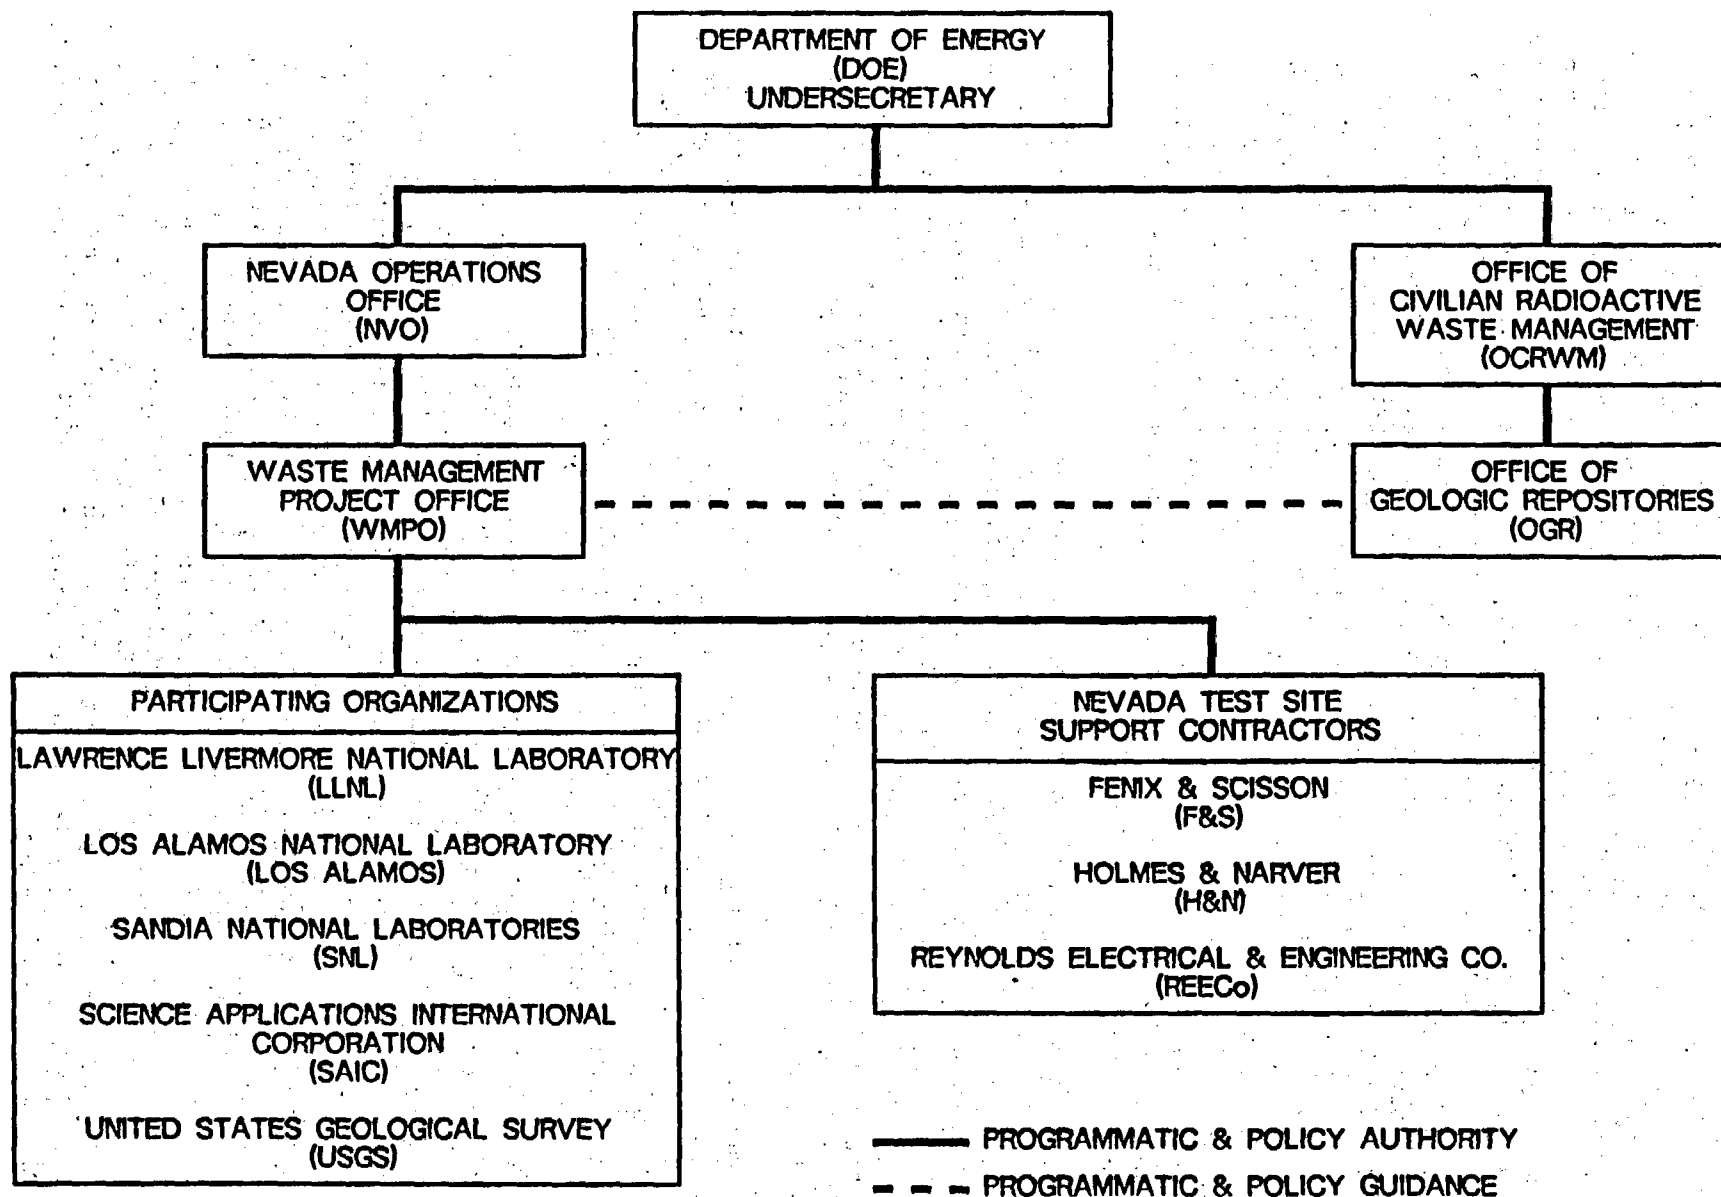 DEPARTMENT OF ENERGY
(DOE)
UNDERSECRETARY
NEVADA OPERATIONS
OFFICE
(NVO)
OFFICE OF
CIVILIAN RADIOACTIVE
WASTE MANAGEMENT
(OCRWM)
WASTE MANAGEMENT
PROJECT OFFICE
(WMPO)
OFFICE OF
GEOLOGIC REPOSITORIES
(OGR)
PARTICIPATING ORGANIZATIONS
LAWRENCE LIVERMORE NATIONAL LABORATORY
(LLNL)
LOS ALAMOS NATIONAL LABORATORY
(LOS ALAMOS)
SANDIA NATIONAL LABORATORIES
(SNL)
SCIENCE APPLICATIONS INTERNATIONAL
CORPORATION
(SAIC)
UNITED STATES GEOLOGICAL SURVEY
(USGS)
NEVADA TEST SITE
SUPPORT CONTRACTORS
FENIX & SCISSON
(F&S)
HOLMES & NARVER
(H&N)
REYNOLDS ELECTRICAL & ENGINEERING CO.
(REECo)
PROGRAMMATIC & POLICY AUTHORITY
PROGRAMMATIC & POLICY GUIDANCE